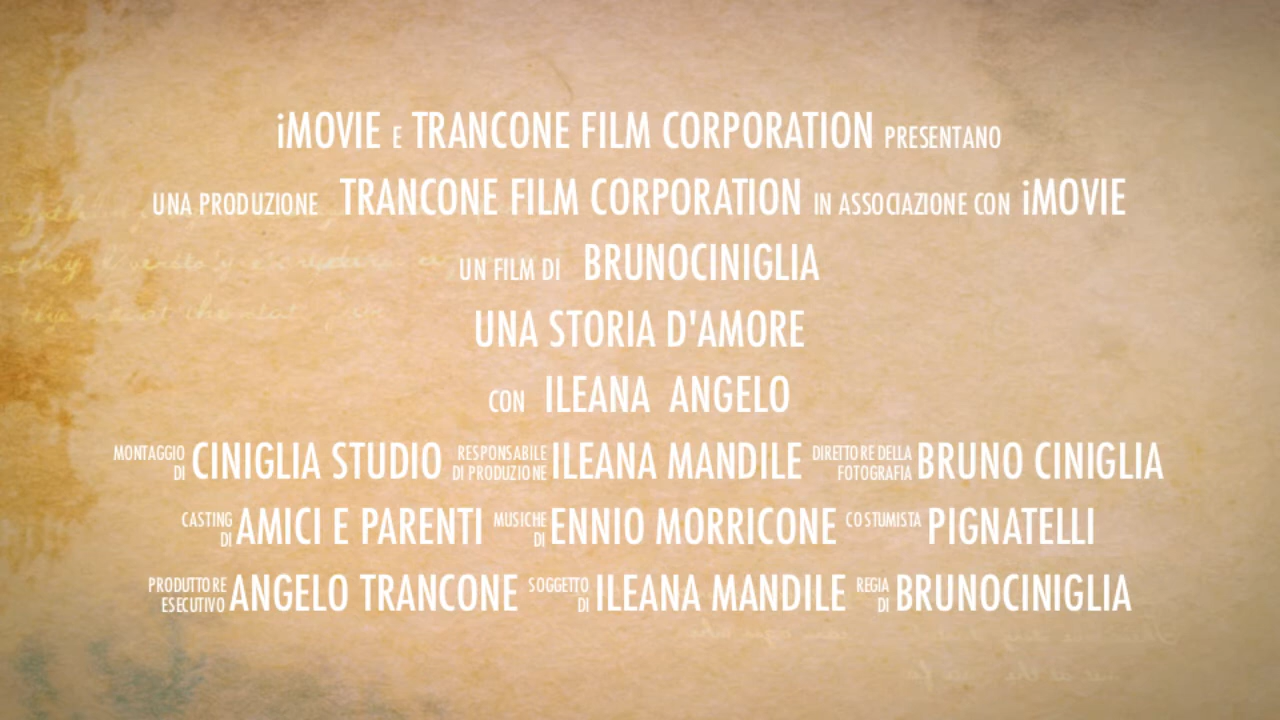 iMOVIE E TRANCONE FILM CORPORATION PRESENTANO
UNA PRODUZIONE TRANCONE FILM CORPORATION IN ASSOCIAZIONE CON iMOVIE
UN FILM DI BRUNOCINIGLIA
UNA STORIA D'AMORE
CON ILEANA ANGELO
MONTAGGIO DI CINIGLIA STUDIO RESPONSABILE DI PRODUZIONE ILEANA MANDILE DIRETTORE DELLA FOTOGRAFIA BRUNO CINIGLIA
CASTING DI AMICI E PARENTI MUSICHE DI ENNIO MORRICONE COSTUMISTA PIGNATELLI
PRODUTTORE ESECUTIVO ANGELO TRANCONE SOGGETTO DI ILEANA MANDILE REGIA DI BRUNOCINIGLIA